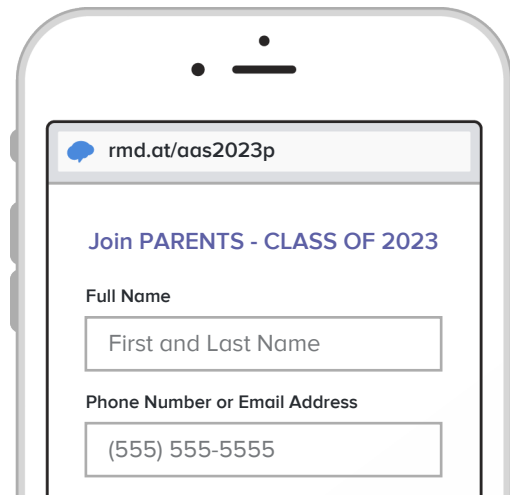 rmd.at/aas2023p
Join PARENTS - CLASS OF 2023
Full Name
First and Last Name
Phone Number or Email Address
(555) 555-5555